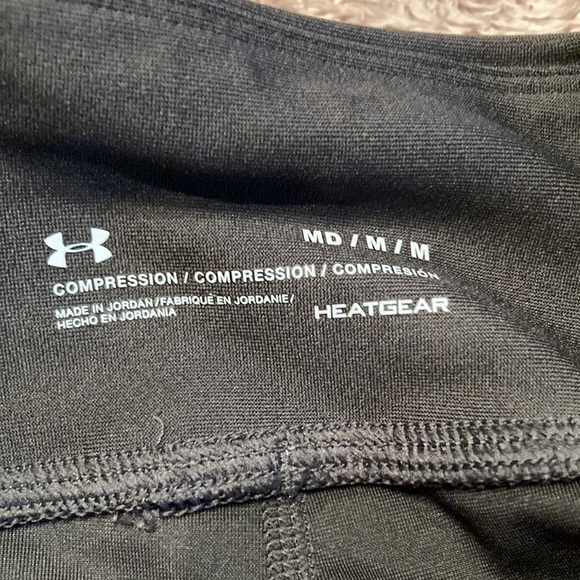 MD / M / M
COMPRESSION / COMPRESSION / COMPRESIÓN
MADE IN JORDAN / FABRIQUÉ EN JORDANIE /
HECHO EN JORDANIA
HEATGEAR